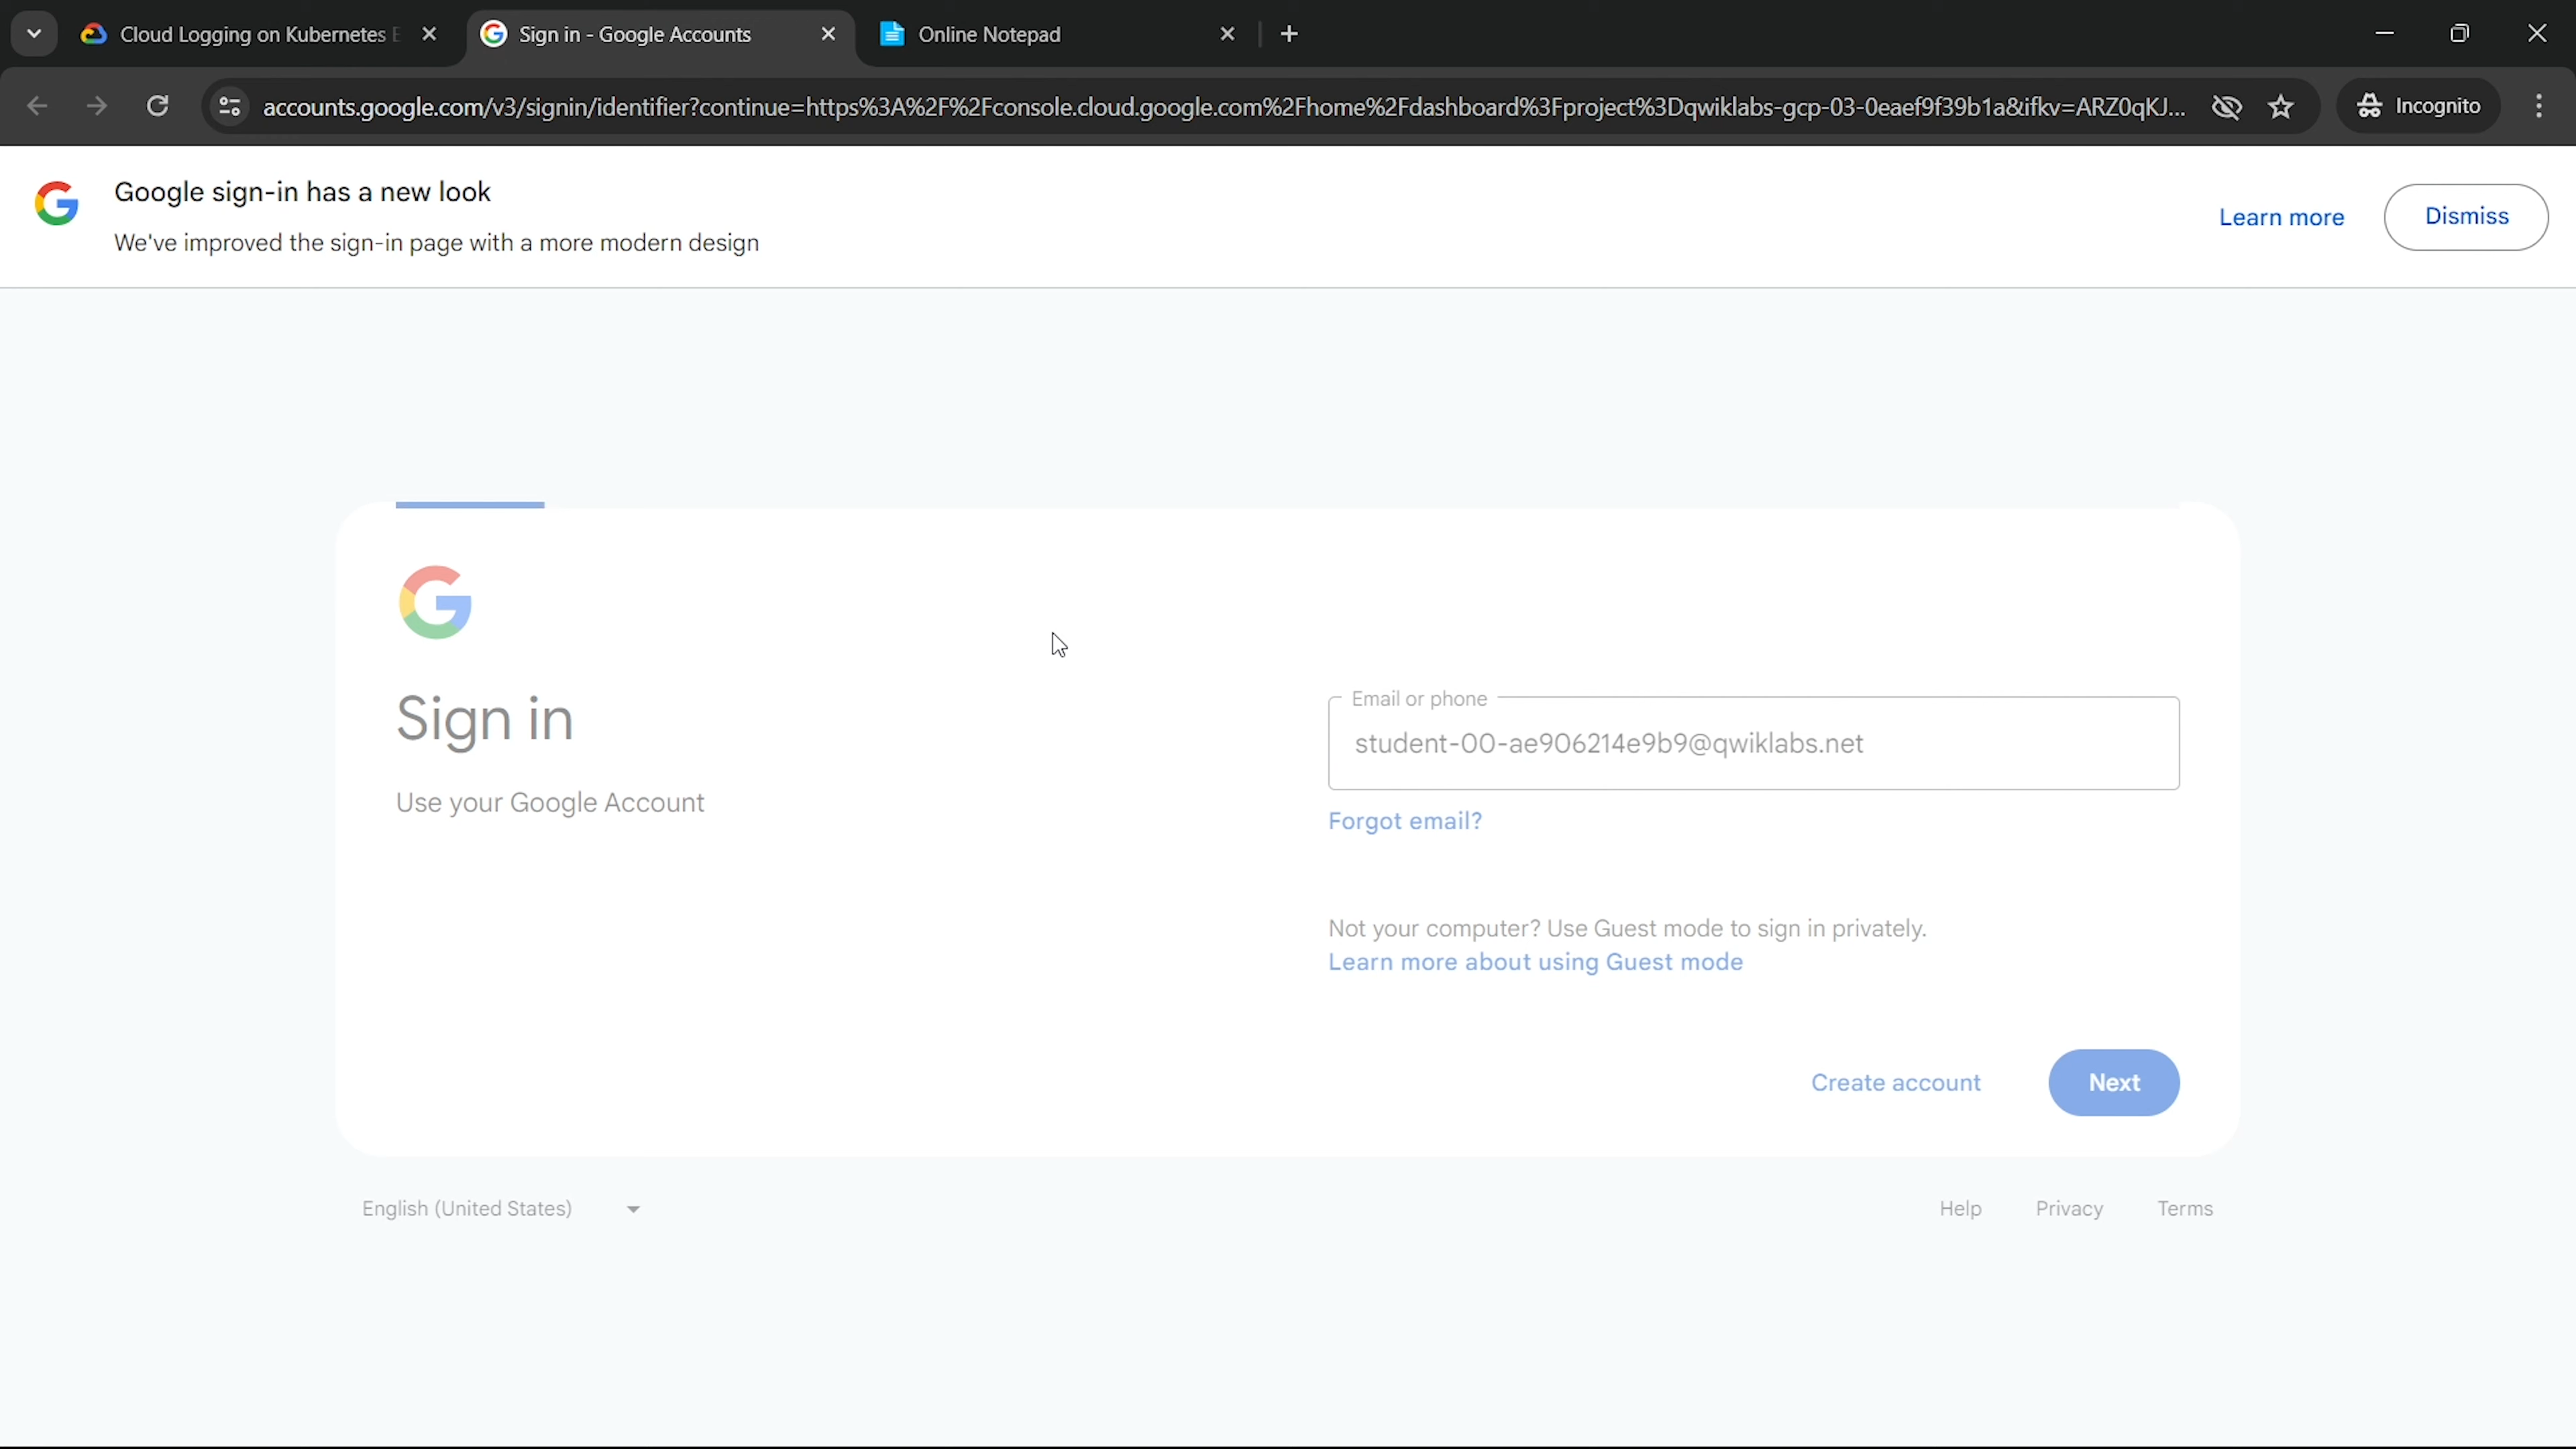 Cloud Logging on Kubernetes E
Sign in - Google Accounts
Online Notepad
accounts.google.com/v3/signin/identifier?continue=https%3A%2F%2Fconsole.cloud.google.com%2Fhome%2Fdashboard%3Fproject%3Dqwiklabs-gcp-03-0eaef9f39b1a&ifkv=ARZ0qKJ...
Incognito
Google sign-in has a new look
We've improved the sign-in page with a more modern design
Learn more
Dismiss
Sign in
Use your Google Account
Email or phone
student-00-ae906214e9b9@qwiklabs.net
Forgot email?
Not your computer? Use Guest mode to sign in privately.
Learn more about using Guest mode
Create account
Next
English (United States)
Help
Privacy
Terms